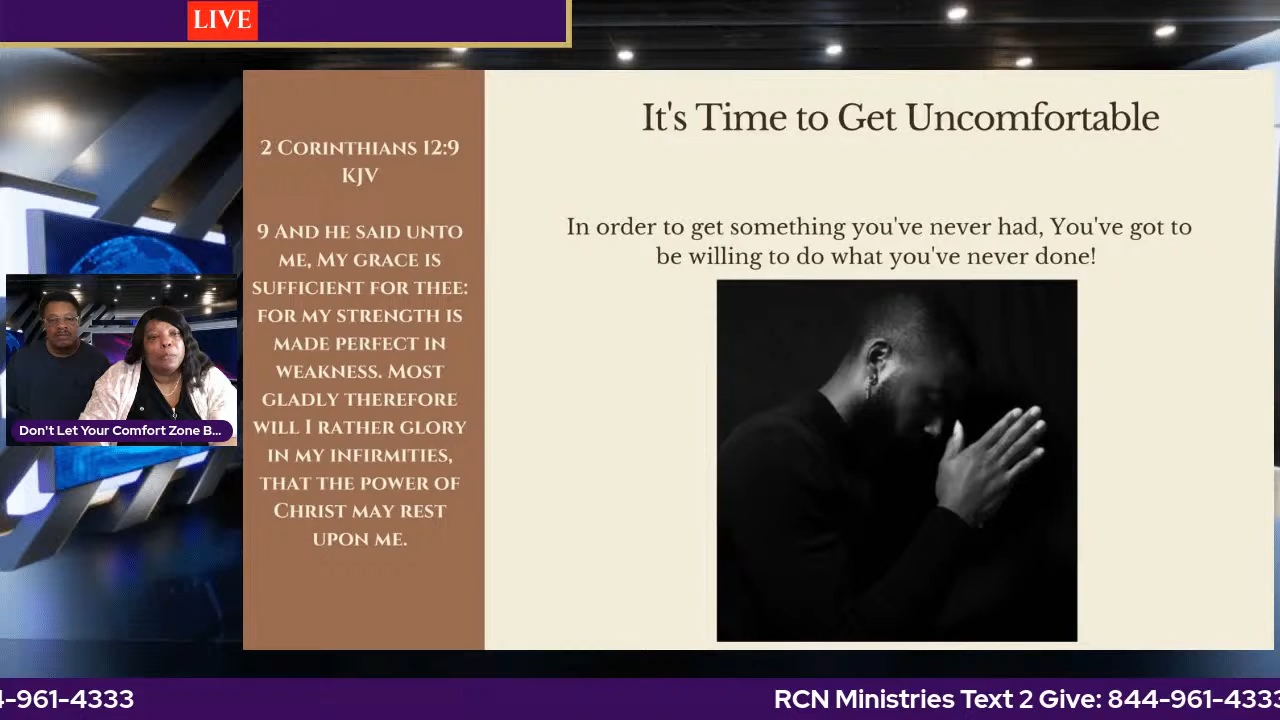 LIVE
2 Corinthians 12:9
KJV
9 And he said unto
me, My grace is
sufficient for thee:
for my strength is
made perfect in
weakness. Most
gladly therefore
will I rather glory
in my infirmities,
that the power of
Christ may rest
upon me.
It's Time to Get Uncomfortable
In order to get something you've never had, You've got to
be willing to do what you've never done!
Don't Let Your Comfort Zone B...
4-961-4333
RCN Ministries Text 2 Give: 844-961-4333